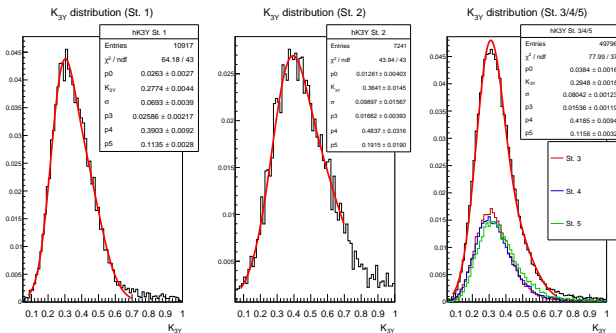 K3Y distribution (St. 1)
hK3Y St. 1
Entries 10917
χ² / ndf 64.18 / 43
p0 0.0263 ± 0.0027
K3Y 0.2774 ± 0.0044
σ 0.0693 ± 0.0039
p3 0.02586 ± 0.00217
p4 0.3903 ± 0.0092
p5 0.1135 ± 0.0028
0.045
0.04
0.035
0.03
0.025
0.02
0.015
0.01
0.005
0
0.1 0.2 0.3 0.4 0.5 0.6 0.7 0.8 0.9 1
K3Y
K3Y distribution (St. 2)
hK3Y St. 2
Entries 7241
χ² / ndf 43.94 / 43
p0 0.01261 ± 0.00403
K3Y 0.3641 ± 0.0145
σ 0.09897 ± 0.01567
p3 0.01662 ± 0.00393
p4 0.4837 ± 0.0316
p5 0.1915 ± 0.0190
0.025
0.02
0.015
0.01
0.005
0
0.1 0.2 0.3 0.4 0.5 0.6 0.7 0.8 0.9 1
K3Y
K3Y distribution (St. 3/4/5)
hK3Y St. 3/4/5
Entries 49796
χ² / ndf 77.99 / 37
p0 0.0384 ± 0.0016
K3Y 0.2948 ± 0.0018
σ 0.08042 ± 0.00123
p3 0.01536 ± 0.00119
p4 0.4185 ± 0.0094
p5 0.1156 ± 0.0032
St. 3
St. 4
St. 5
0.045
0.04
0.035
0.03
0.025
0.02
0.015
0.01
0.005
0
0.1 0.2 0.3 0.4 0.5 0.6 0.7 0.8 0.9 1
K3Y